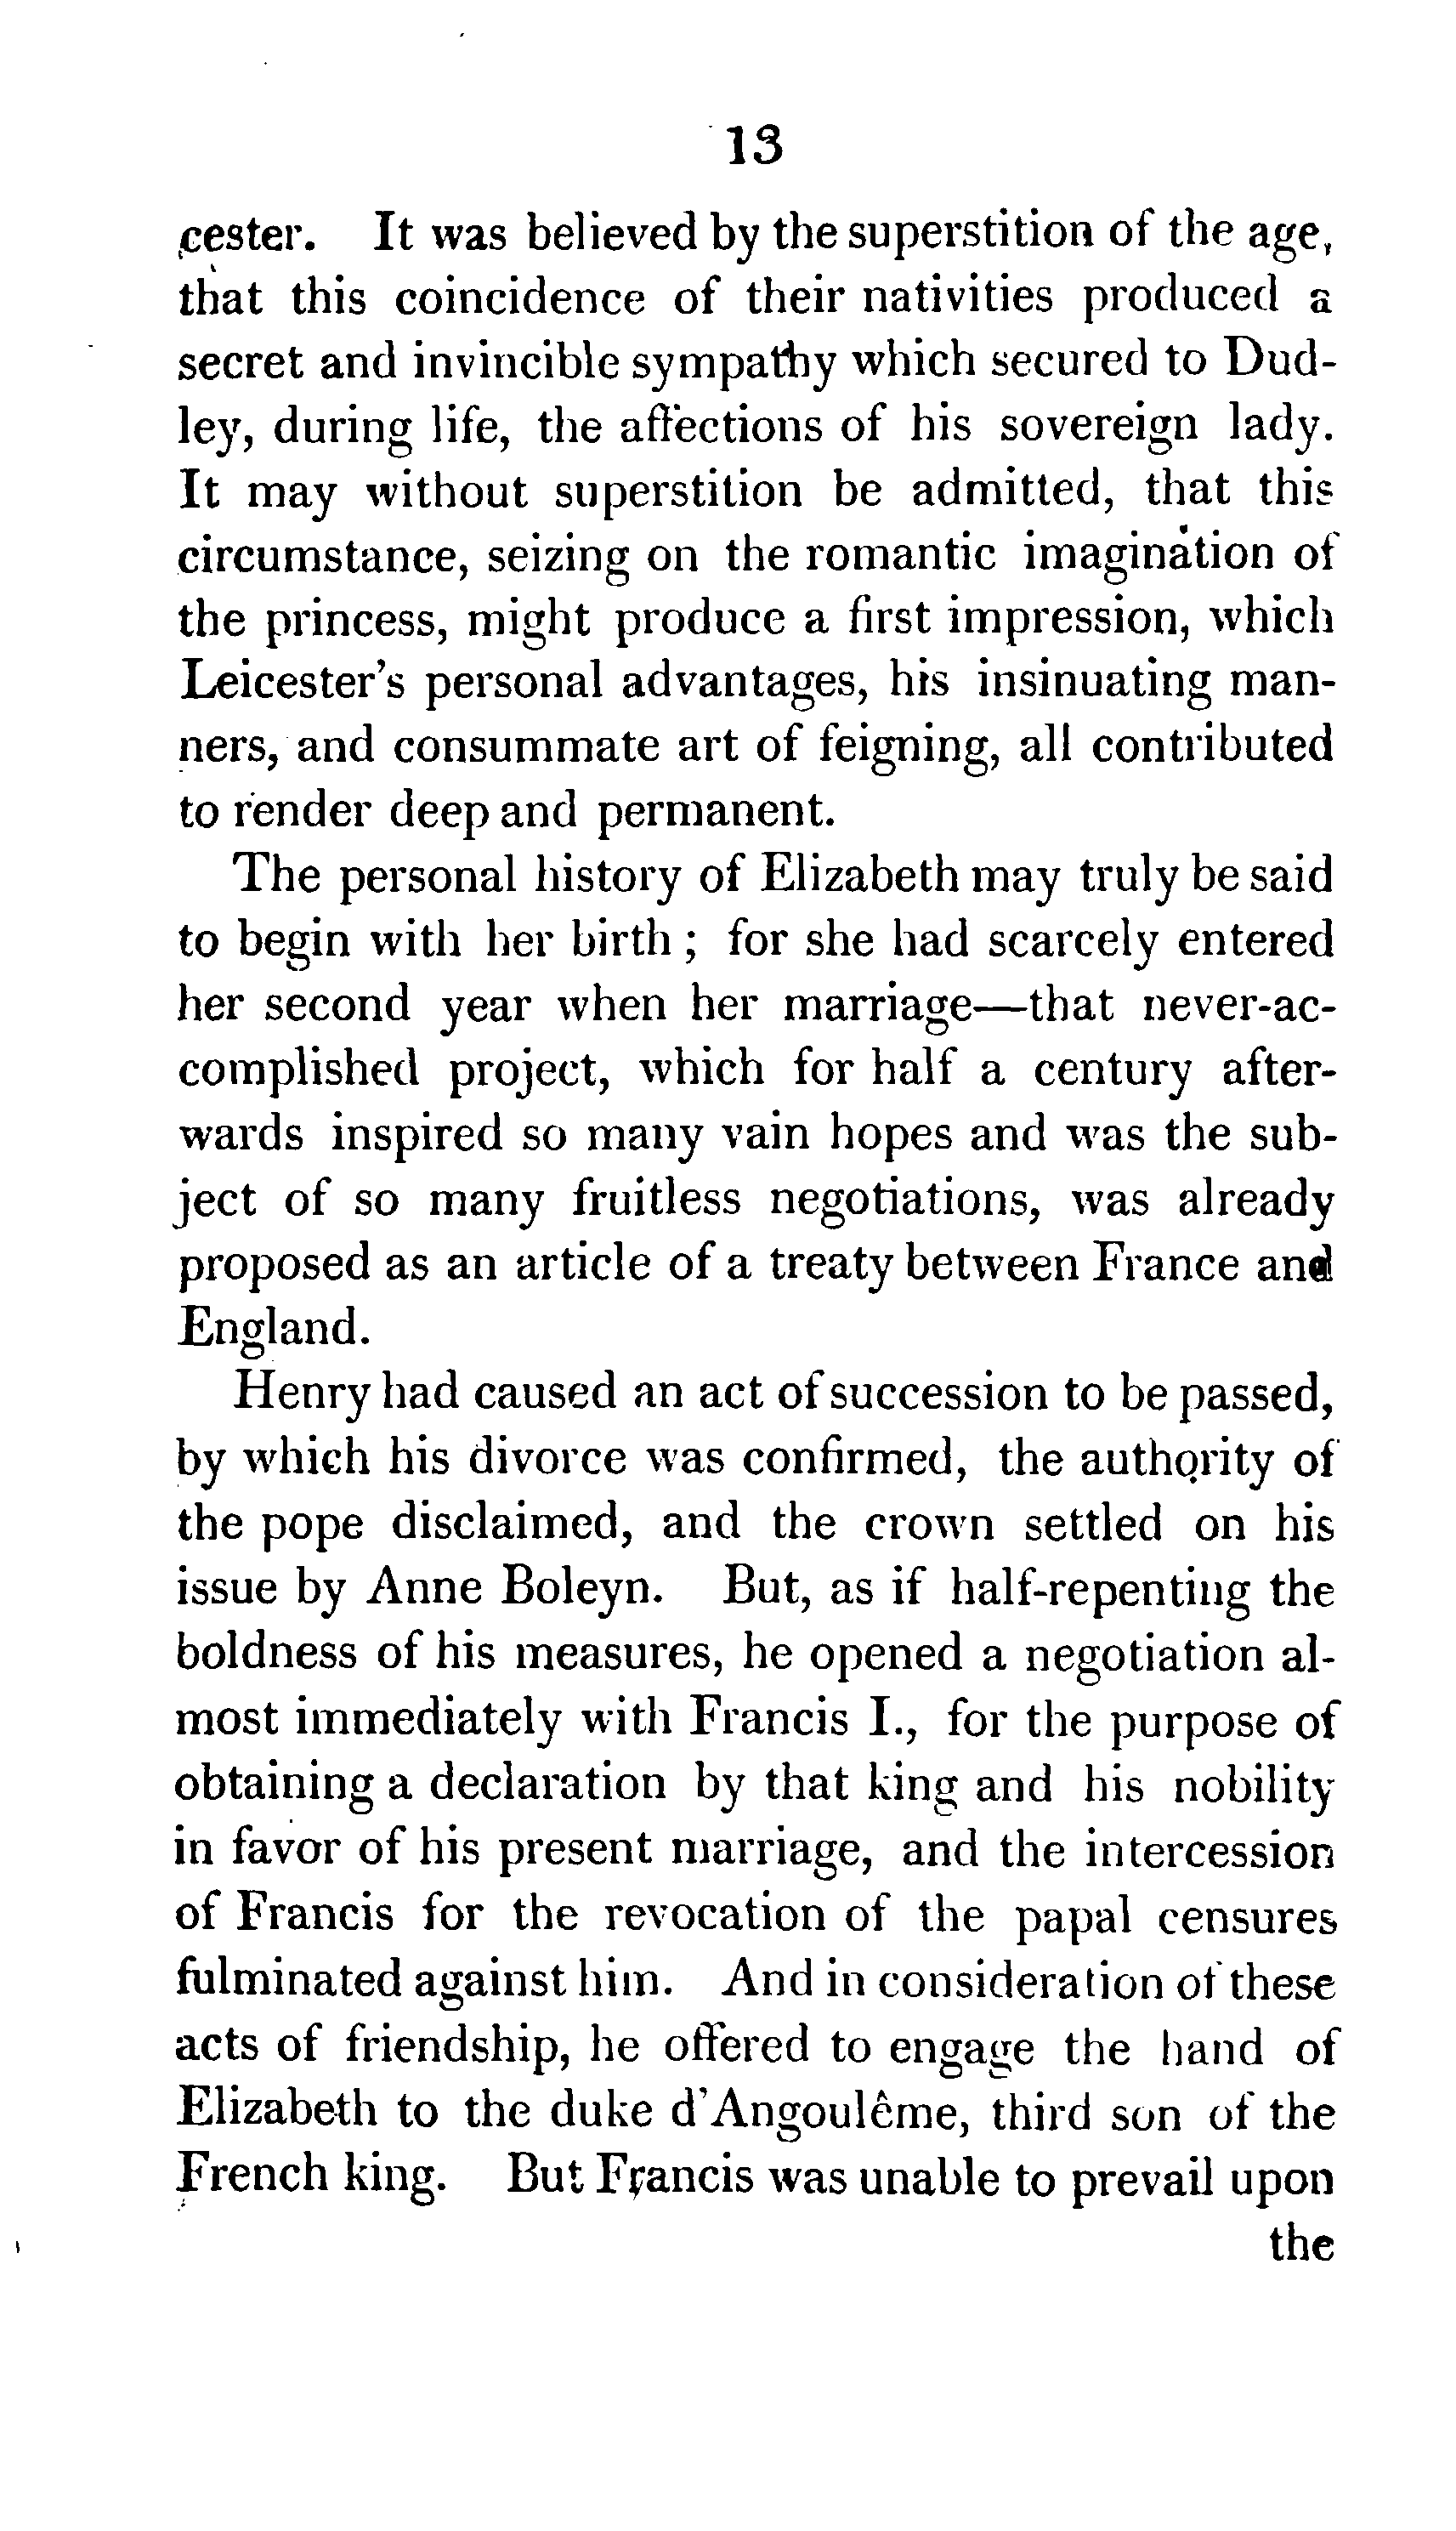 13
cester. It was believed by the superstition of the age,
that this coincidence of their nativities produced a
secret and invincible sympathy which secured to Dud-
ley, during life, the affections of his sovereign lady.
It may without superstition be admitted, that this
circumstance, seizing on the romantic imagination of
the princess, might produce a first impression, which
Leicester's personal advantages, his insinuating man-
ners, and consummate art of feigning, all contributed
to render deep and permanent.
The personal history of Elizabeth may truly be said
to begin with her birth ; for she had scarcely entered
her second year when her marriage—that never-ac-
complished project, which for half a century after-
wards inspired so many vain hopes and was the sub-
ject of so many fruitless negotiations, was already
proposed as an article of a treaty between France and
England.
Henry had caused an act of succession to be passed,
by which his divorce was confirmed, the authority of
the pope disclaimed, and the crown settled on his
issue by Anne Boleyn. But, as if half-repenting the
boldness of his measures, he opened a negotiation al-
most immediately with Francis I., for the purpose of
obtaining a declaration by that king and his nobility
in favor of his present marriage, and the intercession
of Francis for the revocation of the papal censures
fulminated against him. And in consideration of these
acts of friendship, he offered to engage the hand of
Elizabeth to the duke d'Angoulême, third son of the
French king. But Francis was unable to prevail upon
the